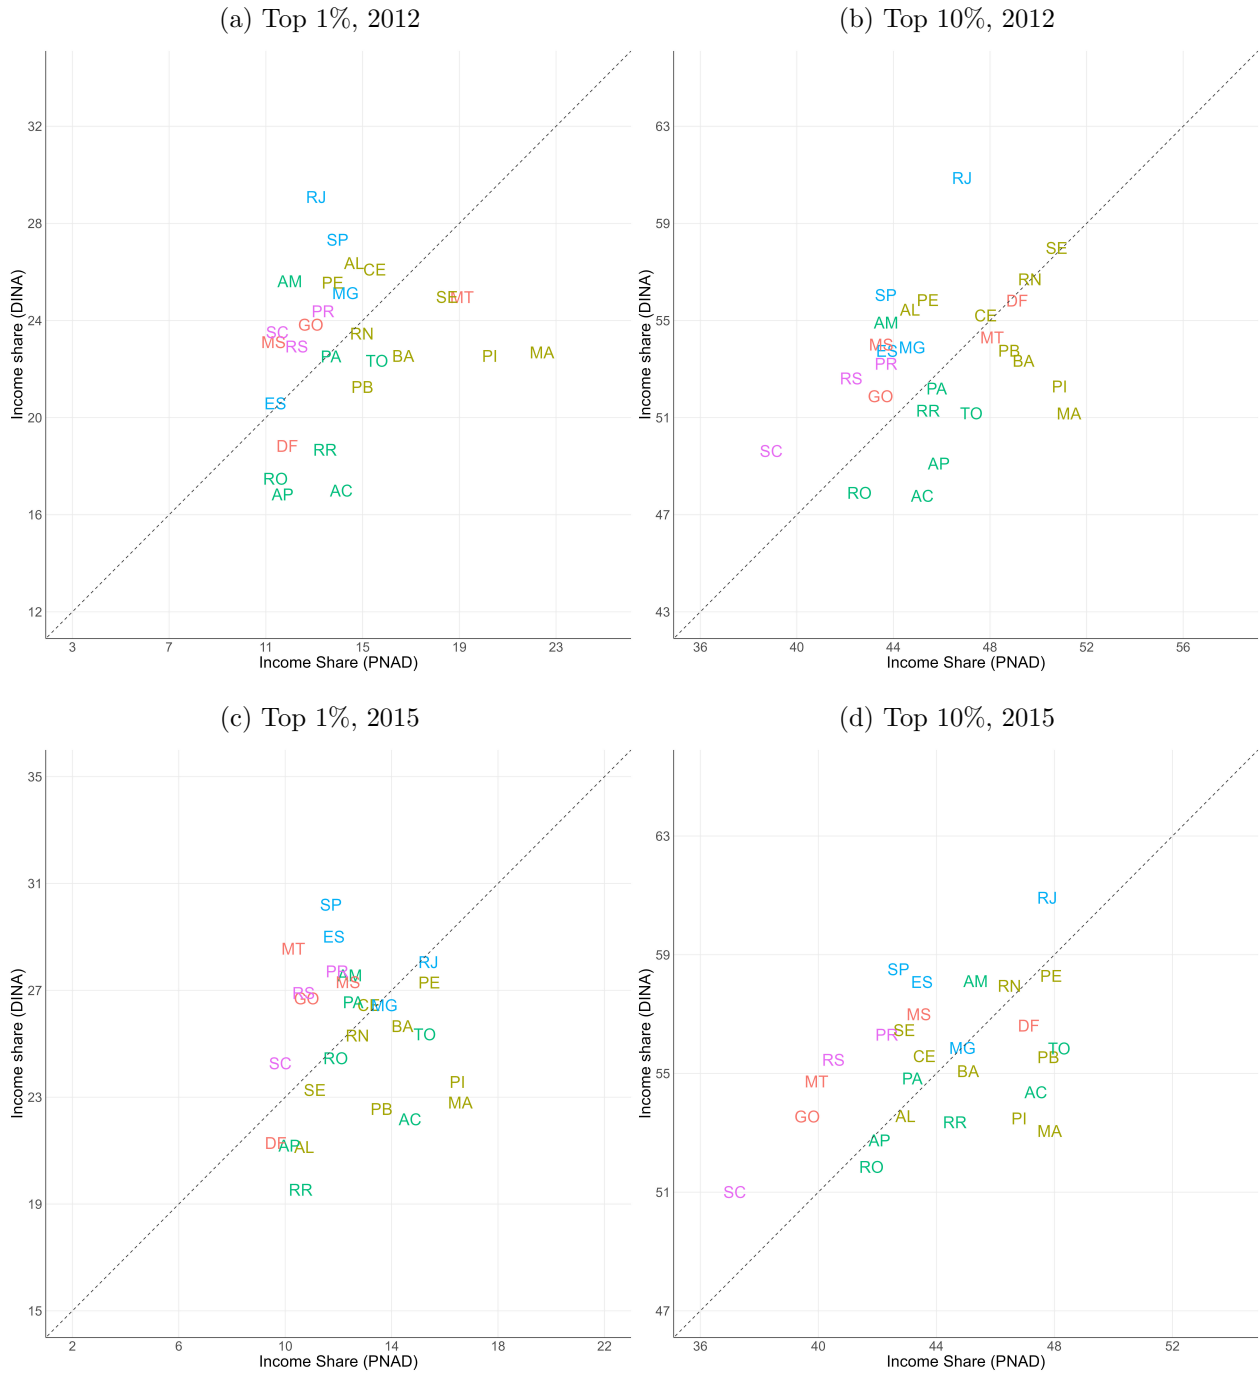 (a) Top 1%, 2012
Income share (DINA)
32
28
24
20
16
12
RJ
SP
AL
CE
AM
PE
MG
SE
MT
PR
GO
SC
RN
MS
RS
PA
TO
BA
PI
MA
PB
ES
DF
RR
RO
AP
AC
3 7 11 15 19 23
Income Share (PNAD)
(b) Top 10%, 2012
Income share (DINA)
63
59
55
51
47
43
RJ
SE
RN
SP
PE
DF
AL
CE
AM
MT
MS
ES
MG
PB
PR
BA
RS
PI
PA
GO
RR
TO
MA
SC
AP
RO
AC
36 40 44 48 52 56
Income Share (PNAD)
(c) Top 1%, 2015
Income share (DINA)
35
31
27
23
19
15
SP
ES
MT
RJ
PR
AM
MS
PE
RS
GO
PA
CE
MG
BA
RN
TO
RO
SC
SE
PI
MA
PB
AC
DF
AP
AL
RR
2 6 10 14 18 22
Income Share (PNAD)
(d) Top 10%, 2015
Income share (DINA)
63
59
55
51
47
RJ
SP
PE
ES
AM
RN
MS
DF
SE
PR
MG
TO
CE
PB
RS
BA
PA
MT
AC
GO
AL
RR
PI
MA
AP
RO
SC
36 40 44 48 52
Income Share (PNAD)